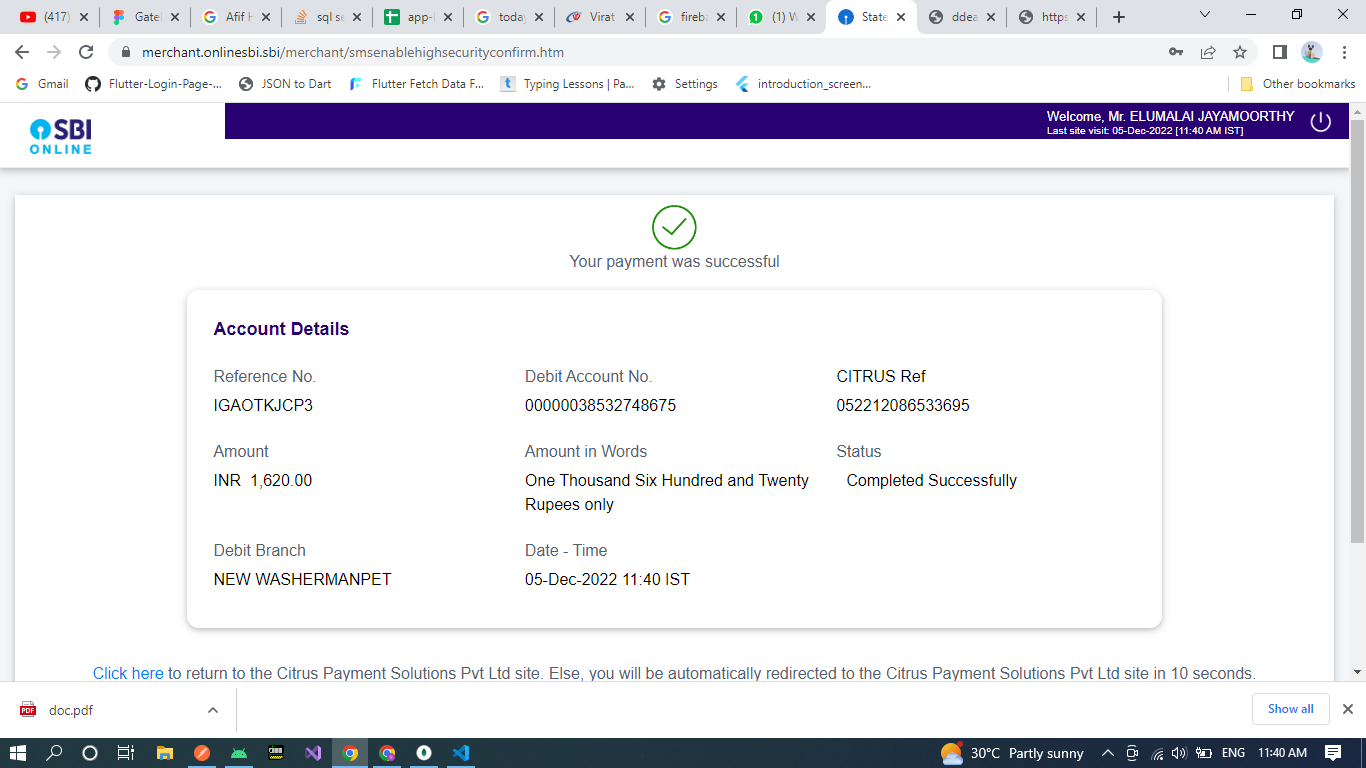 (417)
Gatel
Afif H
sql se
app-l
today
Virat
fireba
(1) W
State
ddea
https
merchant.onlinesbi.sbi/merchant/smsenablehighsecurityconfirm.htm
Gmail
Flutter-Login-Page-...
JSON to Dart
Flutter Fetch Data F...
Typing Lessons | Pa...
Settings
introduction_screen...
Other bookmarks
SBI
ONLINE
Welcome, Mr. ELUMALAI JAYAMOORTHY
Last site visit: 05-Dec-2022 [11:40 AM IST]
Your payment was successful
Account Details
Reference No.
IGAOTKJCP3
Debit Account No.
00000038532748675
CITRUS Ref
052212086533695
Amount
INR 1,620.00
Amount in Words
One Thousand Six Hundred and Twenty
Rupees only
Status
Completed Successfully
Debit Branch
NEW WASHERMANPET
Date - Time
05-Dec-2022 11:40 IST
Click here to return to the Citrus Payment Solutions Pvt Ltd site. Else, you will be automatically redirected to the Citrus Payment Solutions Pvt Ltd site in 10 seconds.
PDF
doc.pdf
Show all
30°C Partly sunny
ENG
11:40 AM